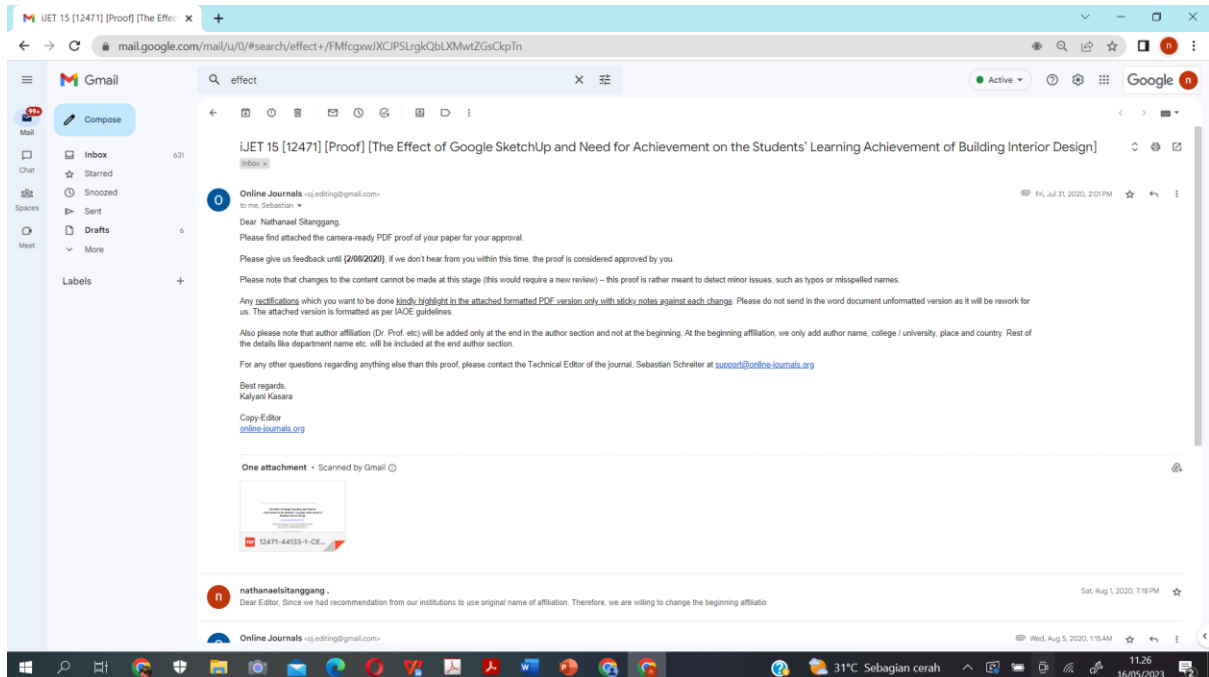 iJET 15 [12471] [Proof] [The Effec
mail.google.com/mail/u/0/#search/effect+/FMfcgxwJXCJPSLrgkQbLXMwtZGsCkpTn
n
Gmail
effect
Active
Google n
99+
Mail
Compose
Chat
Spaces
Meet
Inbox 631
Starred
Snoozed
Sent
Drafts 6
More
Labels +
iJET 15 [12471] [Proof] [The Effect of Google SketchUp and Need for Achievement on the Students' Learning Achievement of Building Interior Design]
Inbox x
O
Online Journals <oj.editing@gmail.com>
Fri, Jul 31, 2020, 2:01 PM
to me, Sebastian
Dear Nathanael Sitanggang,
Please find attached the camera-ready PDF proof of your paper for your approval.
Please give us feedback until {2/08/2020}, if we don't hear from you within this time, the proof is considered approved by you.
Please note that changes to the content cannot be made at this stage (this would require a new review) – this proof is rather meant to detect minor issues, such as typos or misspelled names.
Any rectifications which you want to be done kindly highlight in the attached formatted PDF version only with sticky notes against each change. Please do not send in the word document unformatted version as it will be rework for
us. The attached version is formatted as per IAOE guidelines.
Also please note that author affiliation (Dr. Prof. etc) will be added only at the end in the author section and not at the beginning. At the beginning affiliation, we only add author name, college / university, place and country. Rest of
the details like department name etc. will be included at the end author section.
For any other questions regarding anything else than this proof, please contact the Technical Editor of the journal, Sebastian Schreiter at support@online-journals.org
Best regards,
Kalyani Kasara
Copy-Editor
online-journals.org
One attachment • Scanned by Gmail
PDF 12471-44133-1-CE...
n
nathanaelsitanggang .
Sat, Aug 1, 2020, 7:18 PM
Dear Editor, Since we had recommendation from our institutions to use original name of affiliation. Therefore, we are willing to change the beginning affiliatio
Online Journals <oj.editing@gmail.com>
Wed, Aug 5, 2020, 1:15 AM
31°C Sebagian cerah
11.26
16/05/2023
2